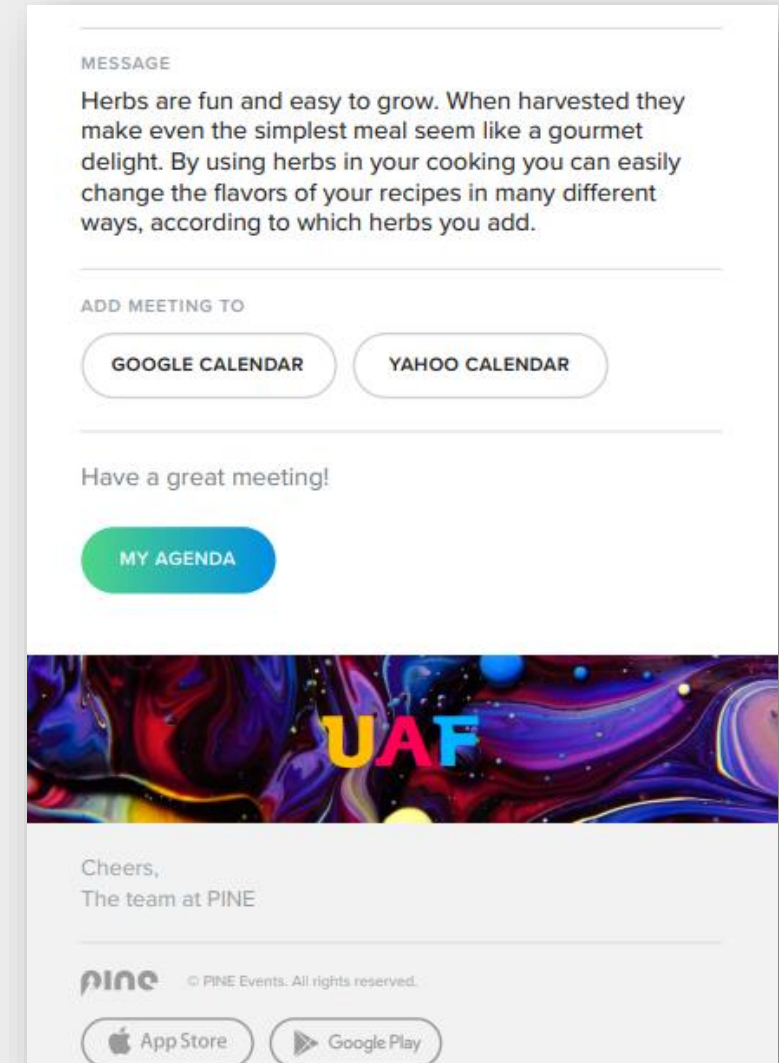 MESSAGE
Herbs are fun and easy to grow. When harvested they
make even the simplest meal seem like a gourmet
delight. By using herbs in your cooking you can easily
change the flavors of your recipes in many different
ways, according to which herbs you add.
ADD MEETING TO
GOOGLE CALENDAR YAHOO CALENDAR
Have a great meeting!
MY AGENDA
UAF
Cheers,
The team at PINE
pine © PINE Events. All rights reserved.
App Store Google Play